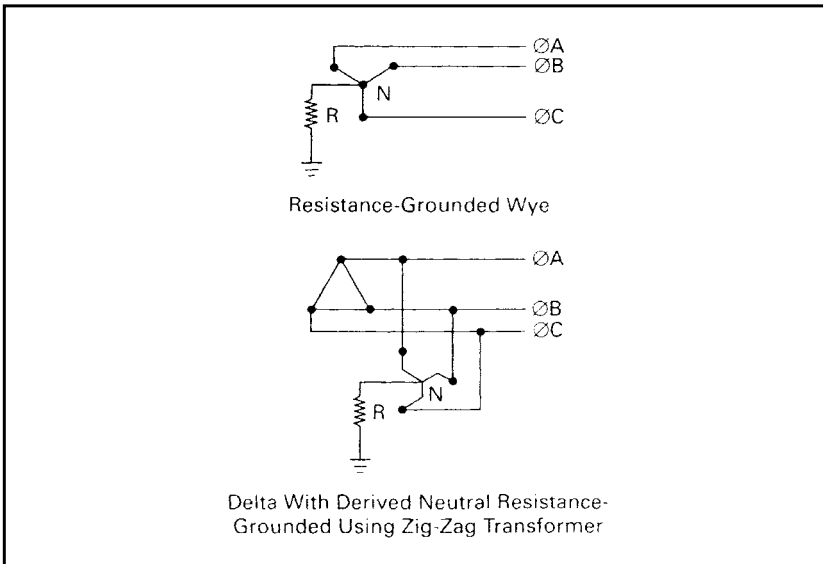 ØA
ØB
N
R
ØC
Resistance-Grounded Wye
ØA
ØB
ØC
N
R
Delta With Derived Neutral Resistance-
Grounded Using Zig-Zag Transformer